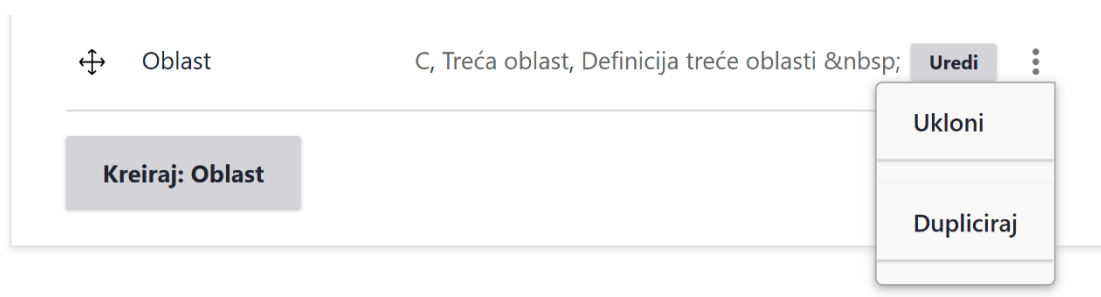 Oblast C, Treća oblast, Definicija treće oblasti &nbsp; Uredi
Ukloni
Kreiraj: Oblast
Dupliciraj